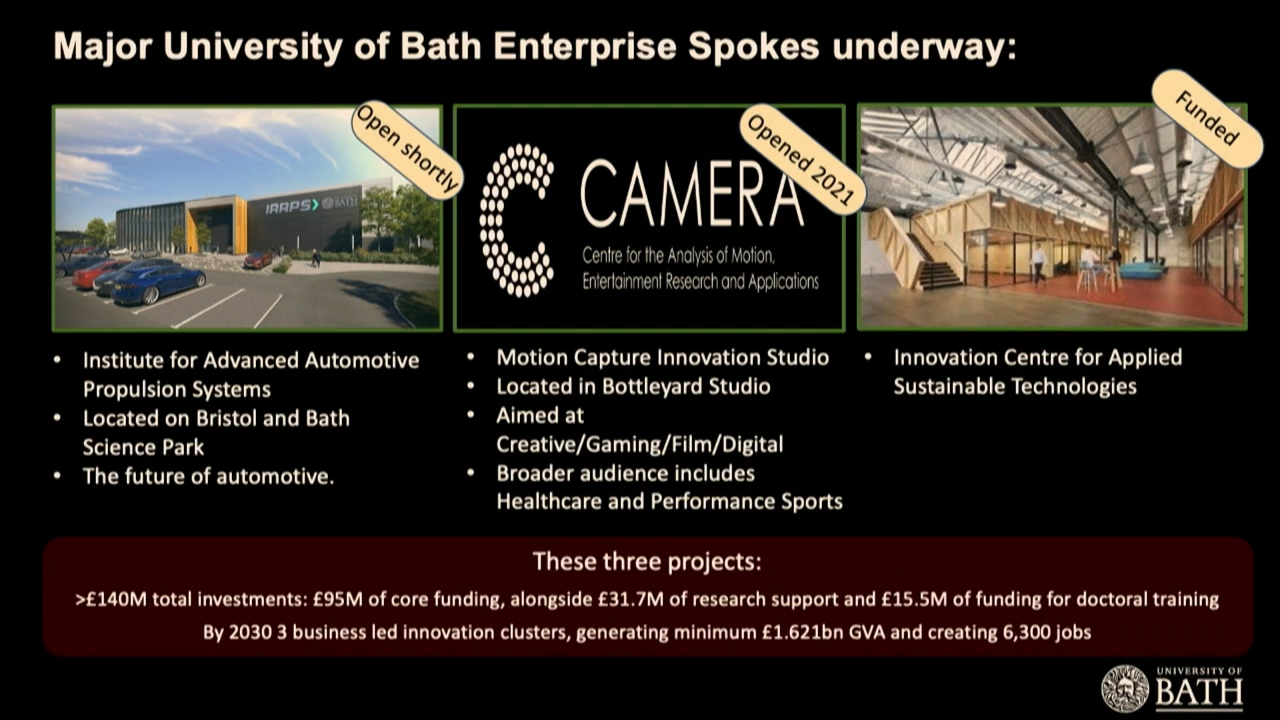 Major University of Bath Enterprise Spokes underway:
Open shortly
Opened 2021
Funded
IAAPS
UNIVERSITY OF
BATH
CAMERA
Centre for the Analysis of Motion,
Entertainment Research and Applications
• Institute for Advanced Automotive
Propulsion Systems
• Located on Bristol and Bath
Science Park
• The future of automotive.
• Motion Capture Innovation Studio
• Located in Bottleyard Studio
• Aimed at
Creative/Gaming/Film/Digital
• Broader audience includes
Healthcare and Performance Sports
• Innovation Centre for Applied
Sustainable Technologies
These three projects:
>£140M total investments: £95M of core funding, alongside £31.7M of research support and £15.5M of funding for doctoral training
By 2030 3 business led innovation clusters, generating minimum £1.621bn GVA and creating 6,300 jobs
UNIVERSITY OF
BATH